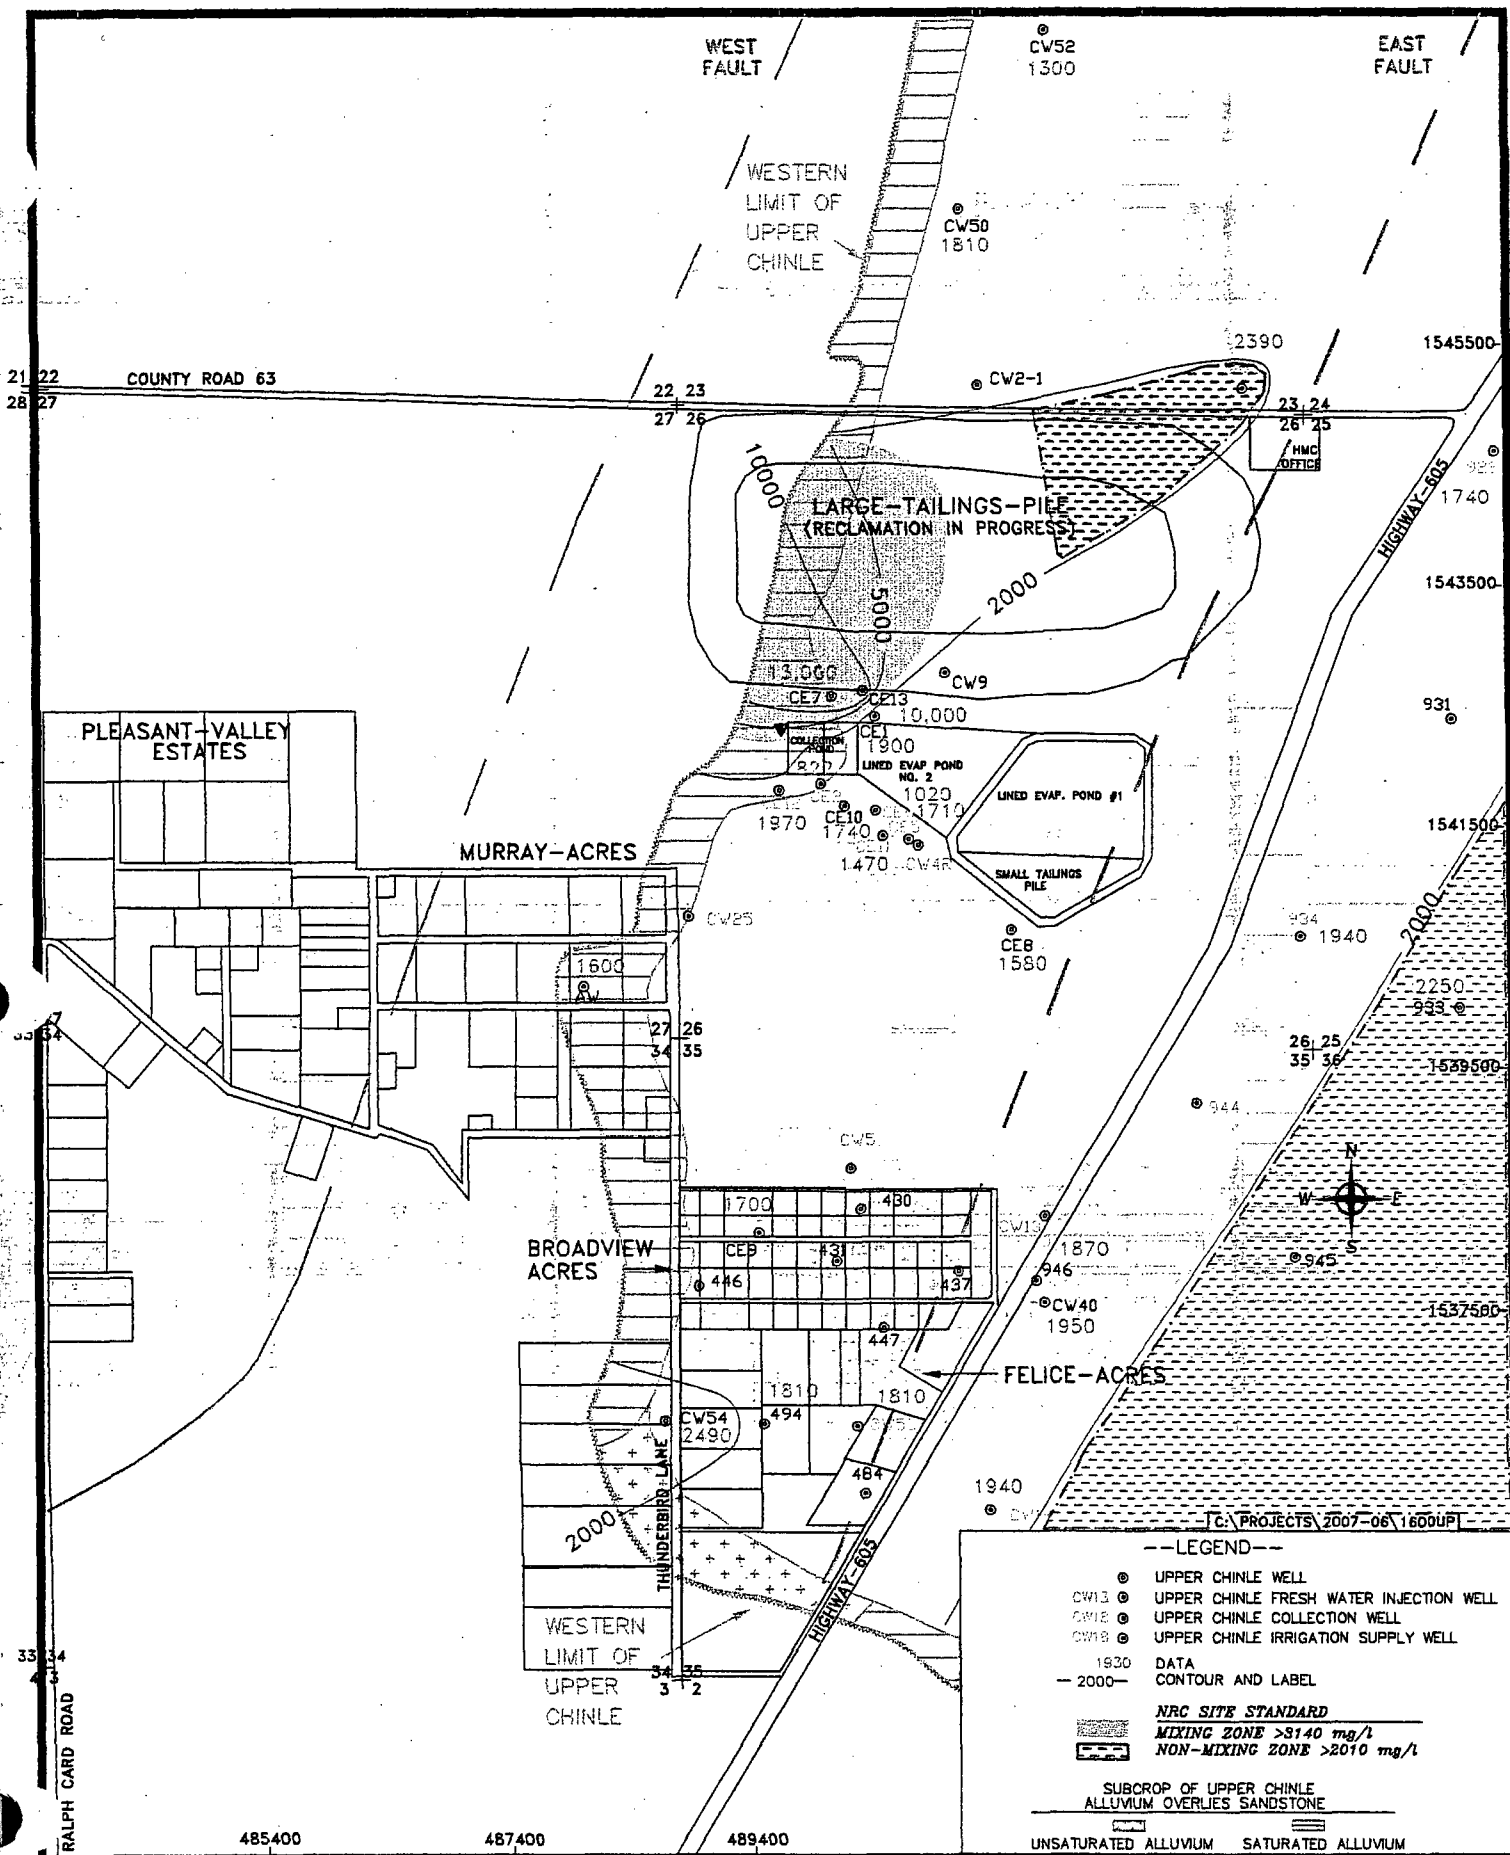 WEST
FAULT
CW52
1300
EAST
FAULT
WESTERN
LIMIT OF
UPPER
CHINLE
CW50
1810
2390
1545500
21 22
28 27
COUNTY ROAD 63
22 23
27 26
CW2-1
23 24
26 25
HMC
OFFICE
10000
LARGE-TAILINGS-PILE
(RECLAMATION IN PROGRESS)
HIGHWAY-605
1740
1543500
5000
2000
13,000
CE7
CE13
CW9
10,000
931
PLEASANT-VALLEY
ESTATES
COLLECTION
POND
CE1
1900
LINED EVAP POND
NO. 2
LINED EVAP. POND #1
1020
1710
1970
CE10
1740
1470
CW4R
1541500
MURRAY-ACRES
SMALL TAILINGS
PILE
CW25
CE8
1580
934
1940
2000
1600
AW
2250
933
27 26
34 35
26 25
35 36
1539500
944
CW5
N
W E
S
1700
430
CE9
431
BROADVIEW
ACRES
446
437
CW13
1870
946
945
CW40
1950
1537500
447
FELICE-ACRES
1810
1810
CW54
2490
494
484
1940
2000
THUNDERBIRD LANE
HIGHWAY-605
C:\PROJECTS\2007-06\1600UP
WESTERN
LIMIT OF
UPPER
CHINLE
33 34
34 35
3 2
RALPH CARD ROAD
--LEGEND--
UPPER CHINLE WELL
CW13 UPPER CHINLE FRESH WATER INJECTION WELL
UPPER CHINLE COLLECTION WELL
CW18 UPPER CHINLE IRRIGATION SUPPLY WELL
1930 DATA
— 2000— CONTOUR AND LABEL
NRC SITE STANDARD
MIXING ZONE >3140 mg/l
NON-MIXING ZONE >2010 mg/l
SUBCROP OF UPPER CHINLE
ALLUVIUM OVERLIES SANDSTONE
UNSATURATED ALLUVIUM SATURATED ALLUVIUM
485400
487400
489400